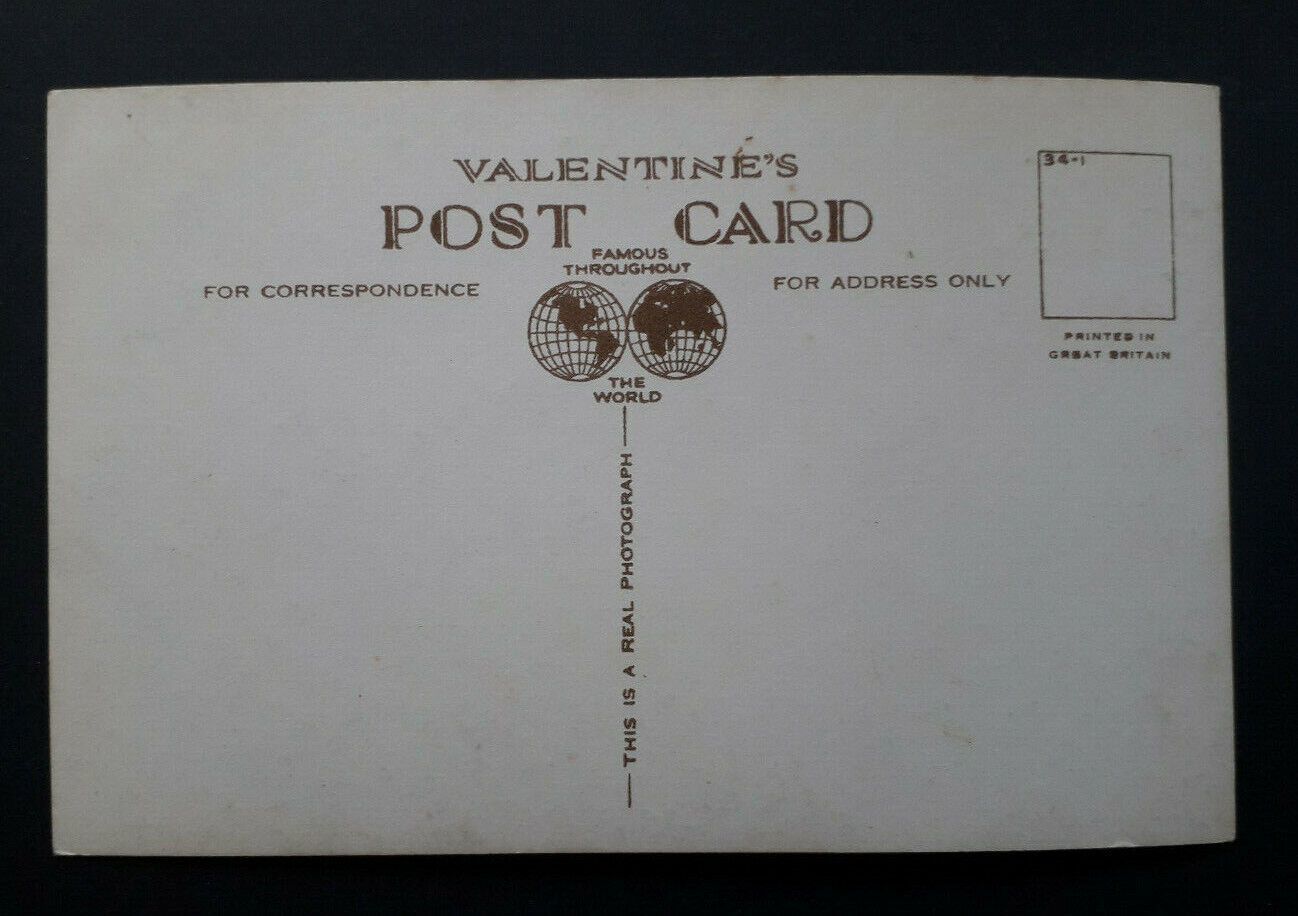 VALENTINE'S
POST CARD
FAMOUS
THROUGHOUT
THE
WORLD
FOR CORRESPONDENCE
FOR ADDRESS ONLY
34-1
PRINTED IN
GREAT BRITAIN
THIS IS A REAL PHOTOGRAPH